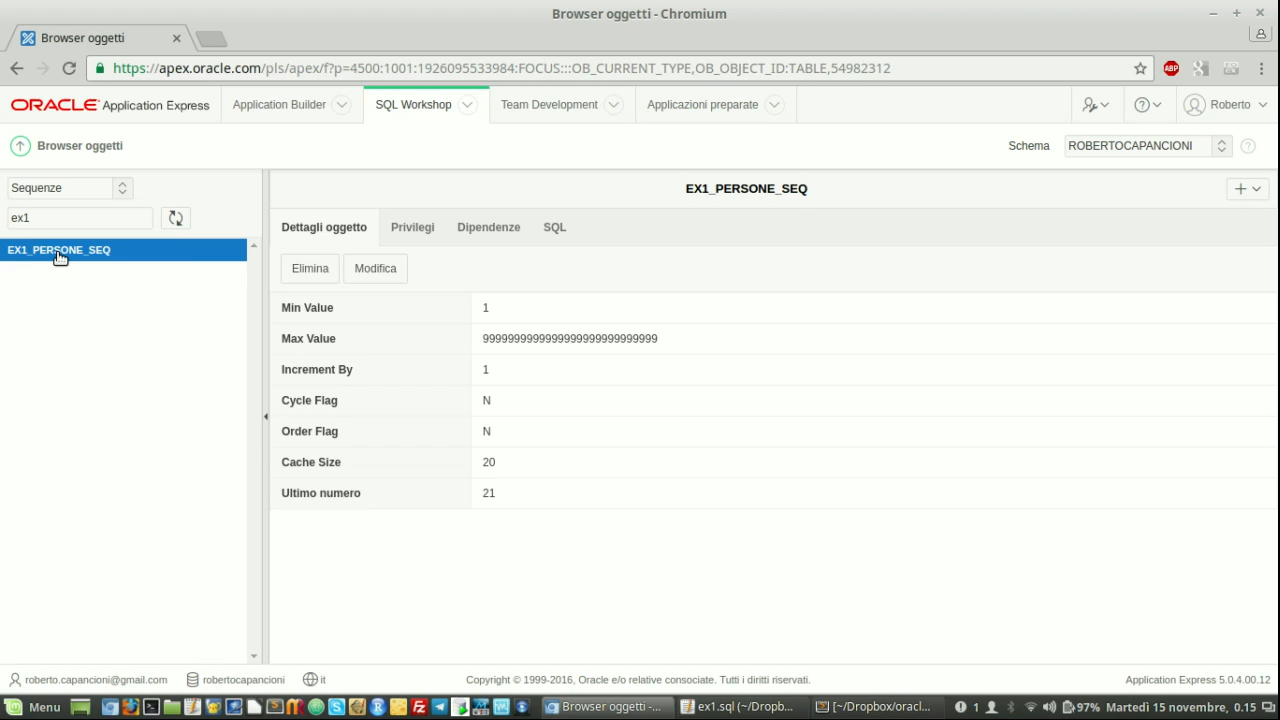 Browser oggetti - Chromium
Browser oggetti
https://apex.oracle.com/pls/apex/f?p=4500:1001:1926095533984:FOCUS:::OB_CURRENT_TYPE,OB_OBJECT_ID:TABLE,54982312
ABP
ORACLE Application Express
Application Builder
SQL Workshop
Team Development
Applicazioni preparate
Roberto
Browser oggetti
Schema
ROBERTOCAPANCIONI
Sequenze
ex1
EX1_PERSONE_SEQ
EX1_PERSONE_SEQ
Dettagli oggetto
Privilegi
Dipendenze
SQL
Elimina
Modifica
Min Value 1
Max Value 9999999999999999999999999999
Increment By 1
Cycle Flag N
Order Flag N
Cache Size 20
Ultimo numero 21
roberto.capancioni@gmail.com
robertocapancioni
it
Copyright © 1999-2016, Oracle e/o relative consociate. Tutti i diritti riservati.
Application Express 5.0.4.00.12
Menu
Browser oggetti -...
ex1.sql (~/Dropb...
[~/Dropbox/oracl...
1
97%
Martedì 15 novembre, 0.15